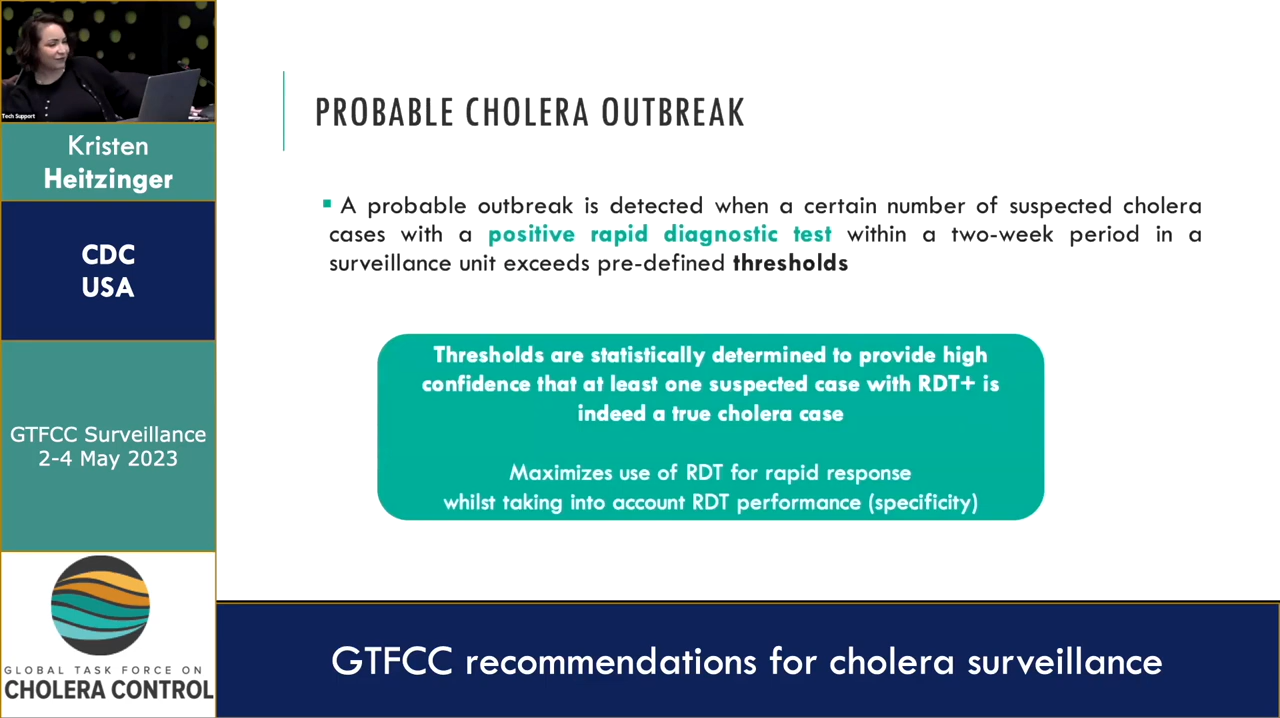 Tech Support
Kristen
Heitzinger
CDC
USA
GTFCC Surveillance
2-4 May 2023
GLOBAL TASK FORCE ON
CHOLERA CONTROL
PROBABLE CHOLERA OUTBREAK
▪ A probable outbreak is detected when a certain number of suspected cholera
cases with a positive rapid diagnostic test within a two-week period in a
surveillance unit exceeds pre-defined thresholds
Thresholds are statistically determined to provide high
confidence that at least one suspected case with RDT+ is
indeed a true cholera case
Maximizes use of RDT for rapid response
whilst taking into account RDT performance (specificity)
GTFCC recommendations for cholera surveillance